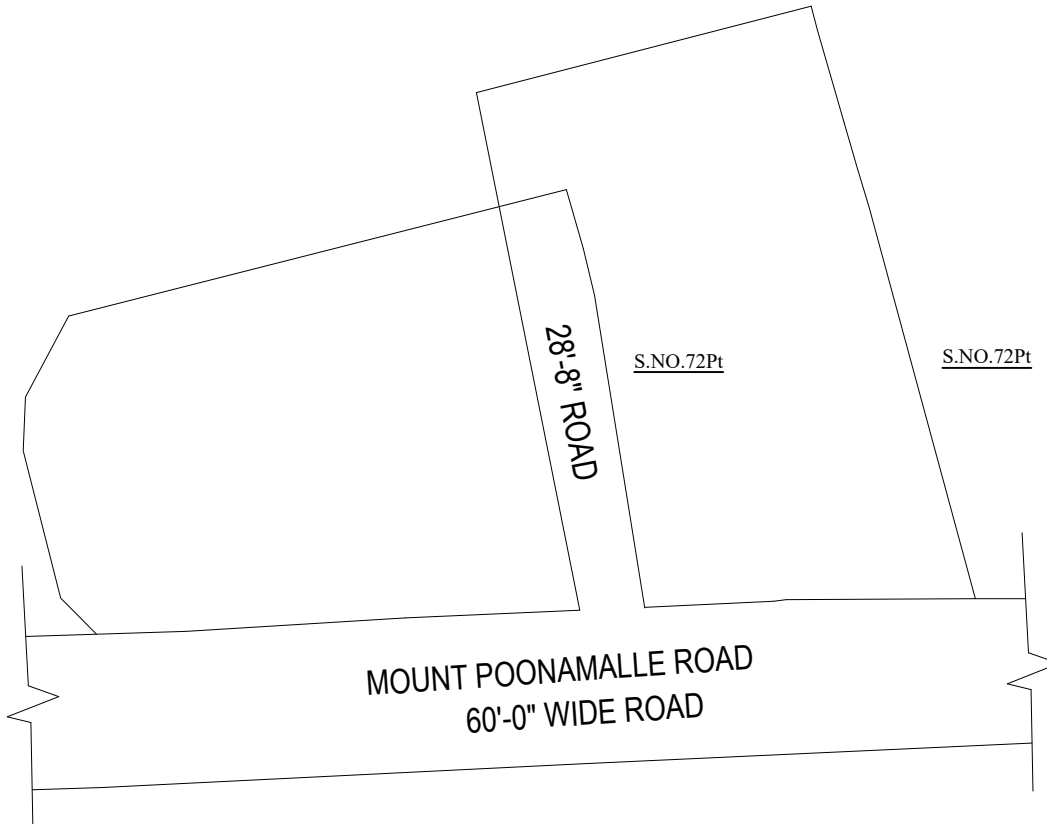 28'-8" ROAD
S.NO.72Pt
S.NO.72Pt
MOUNT POONAMALLE ROAD
60'-0" WIDE ROAD